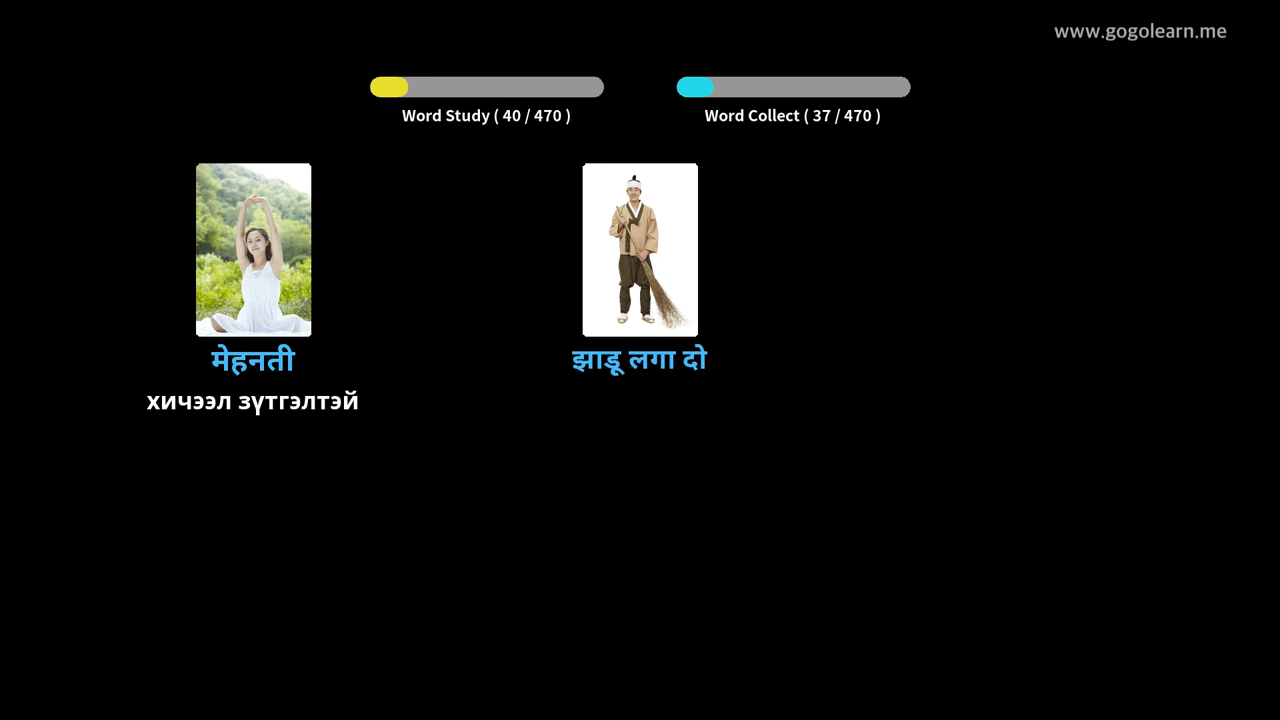 www.gogolearn.me
Word Study ( 40 / 470 )
Word Collect ( 37 / 470 )
मेहनती
хичээл зүтгэлтэй
झाड़ू लगा दो